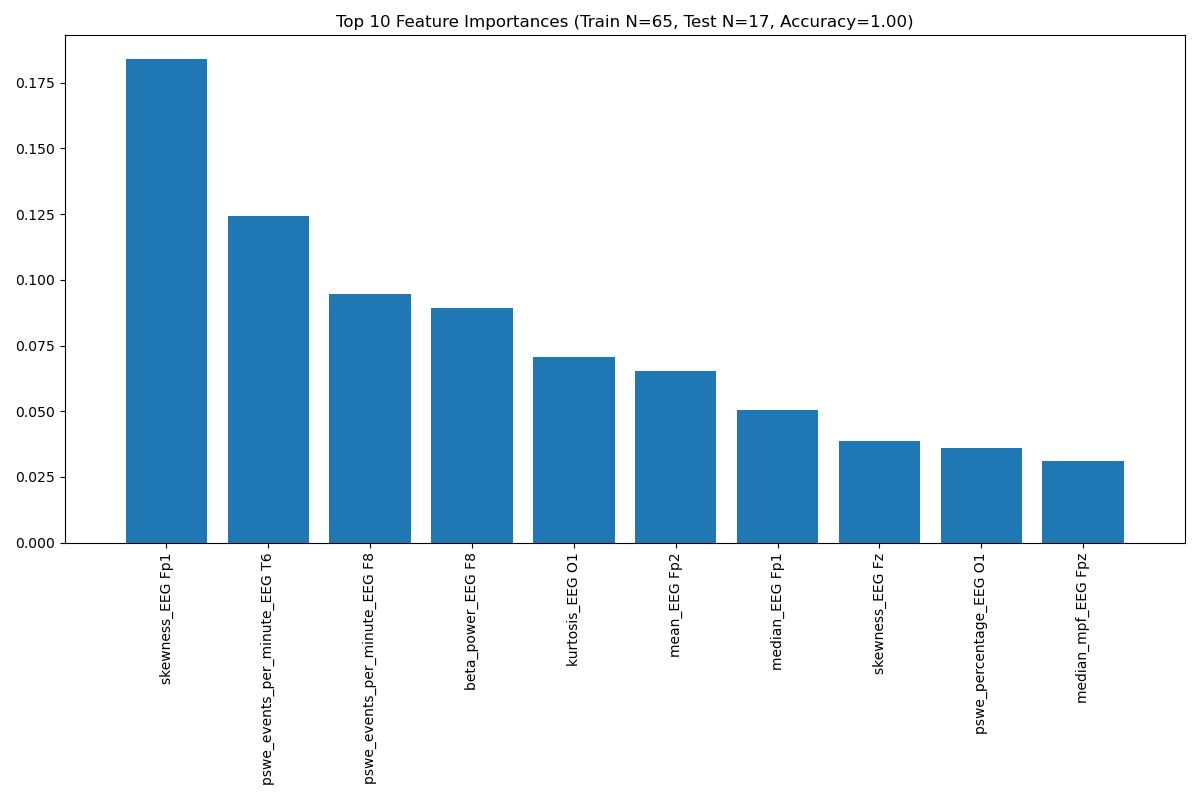 Top 10 Feature Importances (Train N=65, Test N=17, Accuracy=1.00)
0.175
0.150
0.125
0.100
0.075
0.050
0.025
0.000
skewness_EEG Fp1
pswe_events_per_minute_EEG T6
pswe_events_per_minute_EEG F8
beta_power_EEG F8
kurtosis_EEG O1
mean_EEG Fp2
median_EEG Fp1
skewness_EEG Fz
pswe_percentage_EEG O1
median_mpf_EEG Fpz